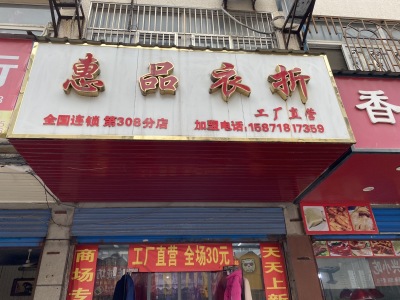 惠品衣折
工厂直营
全国连锁 第308分店 加盟电话:15871817359
行
香
工厂直营 全场30元
商场专
天天上新